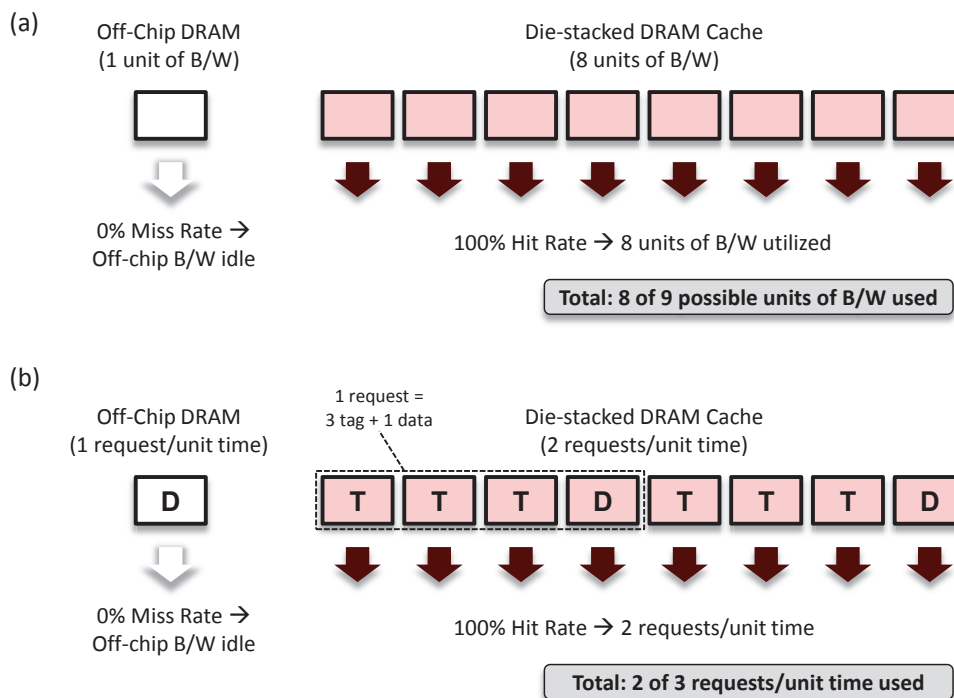 (a)
Off-Chip DRAM
(1 unit of B/W)
Die-stacked DRAM Cache
(8 units of B/W)
0% Miss Rate →
Off-chip B/W idle
100% Hit Rate → 8 units of B/W utilized
Total: 8 of 9 possible units of B/W used
(b)
1 request =
3 tag + 1 data
Off-Chip DRAM
(1 request/unit time)
Die-stacked DRAM Cache
(2 requests/unit time)
D
T T T D T T T D
0% Miss Rate →
Off-chip B/W idle
100% Hit Rate → 2 requests/unit time
Total: 2 of 3 requests/unit time used